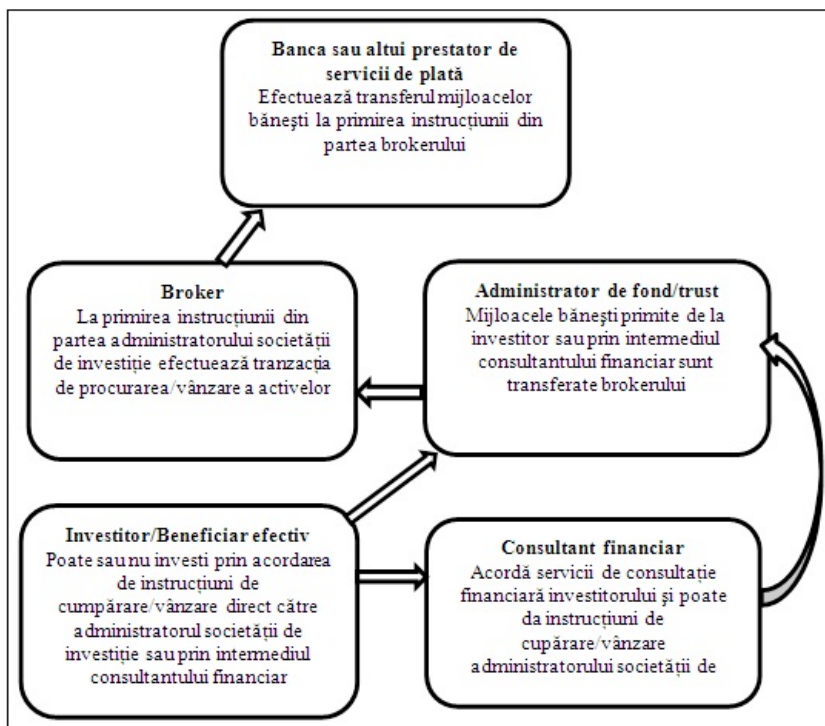 Banca sau altui prestator de
servicii de plată
Efectuează transferul mijloacelor
bănești la primirea instrucțiunii din
partea brokerului
Broker
La primirea instrucțiunii din
partea administratorului societății
de investiție efectuează tranzacția
de procurarea/vânzare a activelor
Administrator de fond/trust
Mijloacele bănești primite de la
investitor sau prin intermediul
consultantului financiar sunt
transferate brokerului
Investitor/Beneficiar efectiv
Poate sau nu investi prin acordarea
de instrucțiuni de
cumpărare/vânzare direct către
administratorul societății de
investiție sau prin intermediul
consultantului financiar
Consultant financiar
Acordă servicii de consultație
financiară investitorului și poate
da instrucțiuni de
cupărare/vânzare
administratorului societății de